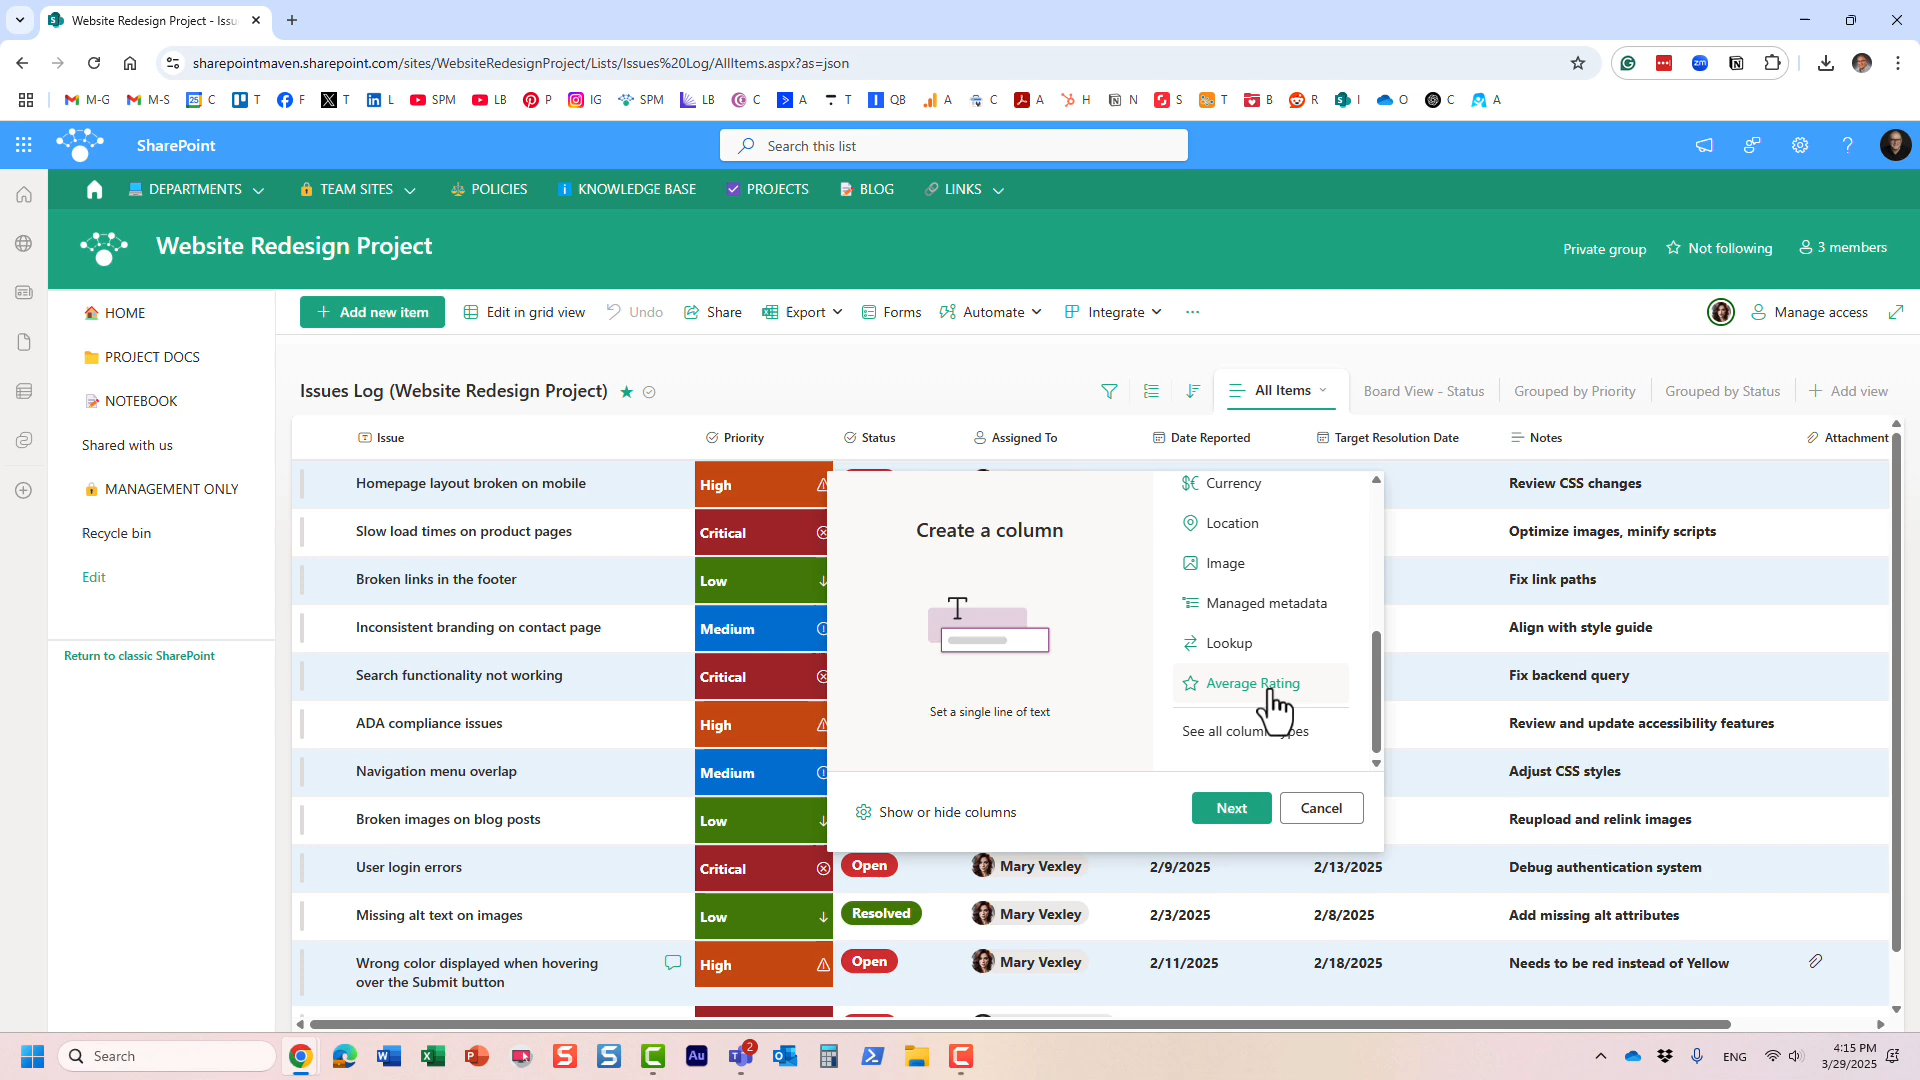 Website Redesign Project - Issu
sharepointmaven.sharepoint.com/sites/WebsiteRedesignProject/Lists/Issues%20Log/AllItems.aspx?as=json
M-G M-S C T F T L SPM LB P IG SPM LB C A T QB A C A H N S T B R I O C A
SharePoint
Search this list
DEPARTMENTS TEAM SITES POLICIES KNOWLEDGE BASE PROJECTS BLOG LINKS
Website Redesign Project
Private group Not following 3 members
HOME
PROJECT DOCS
NOTEBOOK
Shared with us
MANAGEMENT ONLY
Recycle bin
Edit
Return to classic SharePoint
Add new item Edit in grid view Undo Share Export Forms Automate Integrate Manage access
Issues Log (Website Redesign Project)
All Items Board View - Status Grouped by Priority Grouped by Status Add view
Issue Priority Status Assigned To Date Reported Target Resolution Date Notes Attachment
Homepage layout broken on mobile High Review CSS changes
Slow load times on product pages Critical Optimize images, minify scripts
Broken links in the footer Low Fix link paths
Inconsistent branding on contact page Medium Align with style guide
Search functionality not working Critical Fix backend query
ADA compliance issues High Review and update accessibility features
Navigation menu overlap Medium Adjust CSS styles
Broken images on blog posts Low Reupload and relink images
User login errors Critical Open Mary Vexley 2/9/2025 2/13/2025 Debug authentication system
Missing alt text on images Low Resolved Mary Vexley 2/3/2025 2/8/2025 Add missing alt attributes
Wrong color displayed when hovering
over the Submit button High Open Mary Vexley 2/11/2025 2/18/2025 Needs to be red instead of Yellow
Create a column
Set a single line of text
Currency
Location
Image
Managed metadata
Lookup
Average Rating
See all column types
Show or hide columns
Next Cancel
Search
2
ENG
4:15 PM
3/29/2025